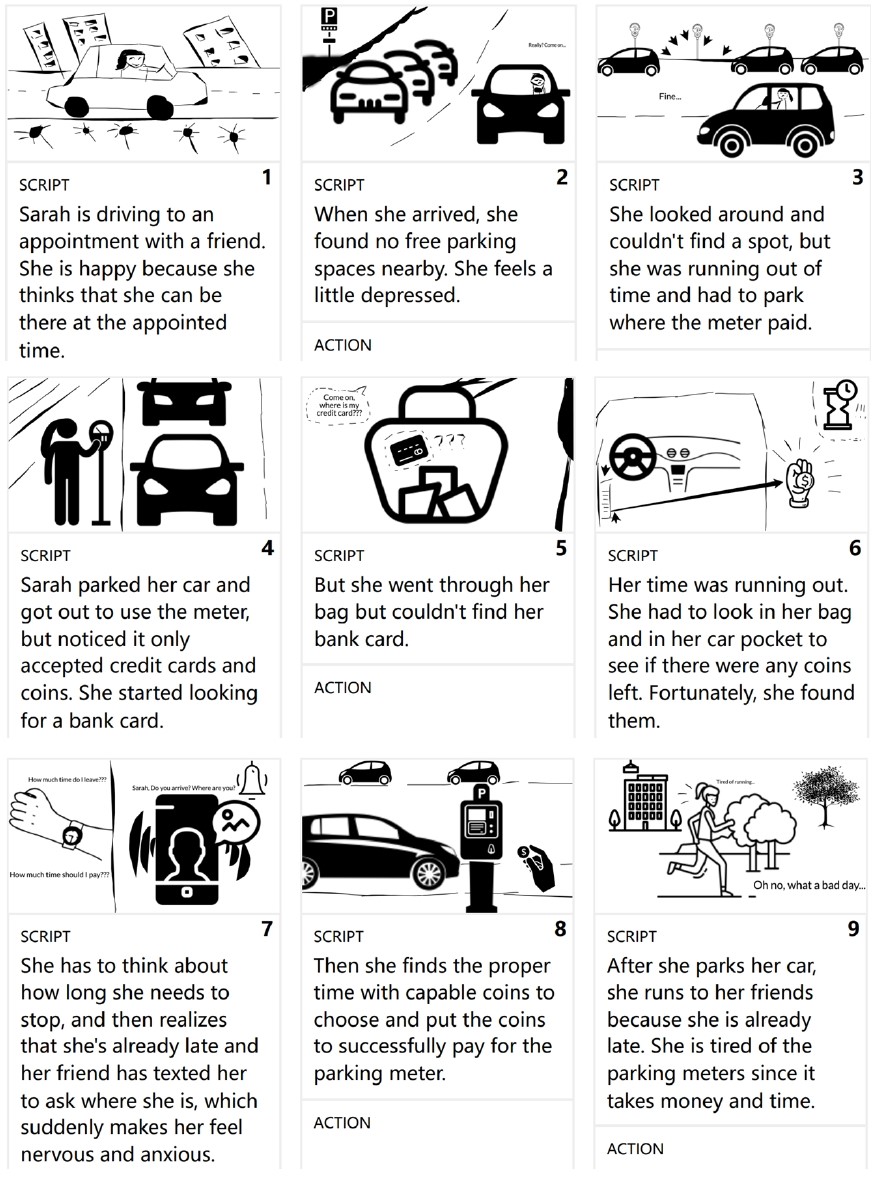 P
Really? Come on...
Fine...
SCRIPT
1
Sarah is driving to an
appointment with a friend.
She is happy because she
thinks that she can be
there at the appointed
time.
SCRIPT
2
When she arrived, she
found no free parking
spaces nearby. She feels a
little depressed.
ACTION
SCRIPT
3
She looked around and
couldn't find a spot, but
she was running out of
time and had to park
where the meter paid.
Come on,
where is my
credit card???
???
$
SCRIPT
4
Sarah parked her car and
got out to use the meter,
but noticed it only
accepted credit cards and
coins. She started looking
for a bank card.
SCRIPT
5
But she went through her
bag but couldn't find her
bank card.
ACTION
SCRIPT
6
Her time was running out.
She had to look in her bag
and in her car pocket to
see if there were any coins
left. Fortunately, she found
them.
How much time do I leave???
How much time should I pay???
Sarah, Do you arrive? Where are you?
P
$
Tired of running...
Oh no, what a bad day...
SCRIPT
7
She has to think about
how long she needs to
stop, and then realizes
that she's already late and
her friend has texted her
to ask where she is, which
suddenly makes her feel
nervous and anxious.
SCRIPT
8
Then she finds the proper
time with capable coins to
choose and put the coins
to successfully pay for the
parking meter.
ACTION
SCRIPT
9
After she parks her car,
she runs to her friends
because she is already
late. She is tired of the
parking meters since it
takes money and time.
ACTION